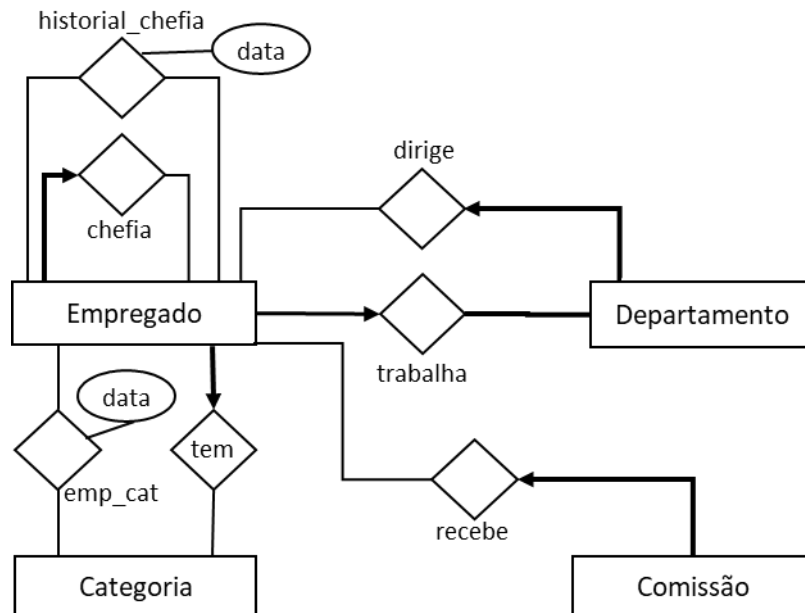 historial_chefia
data
dirige
chefia
Empregado
Departamento
trabalha
data
tem
emp_cat
recebe
Categoria
Comissão